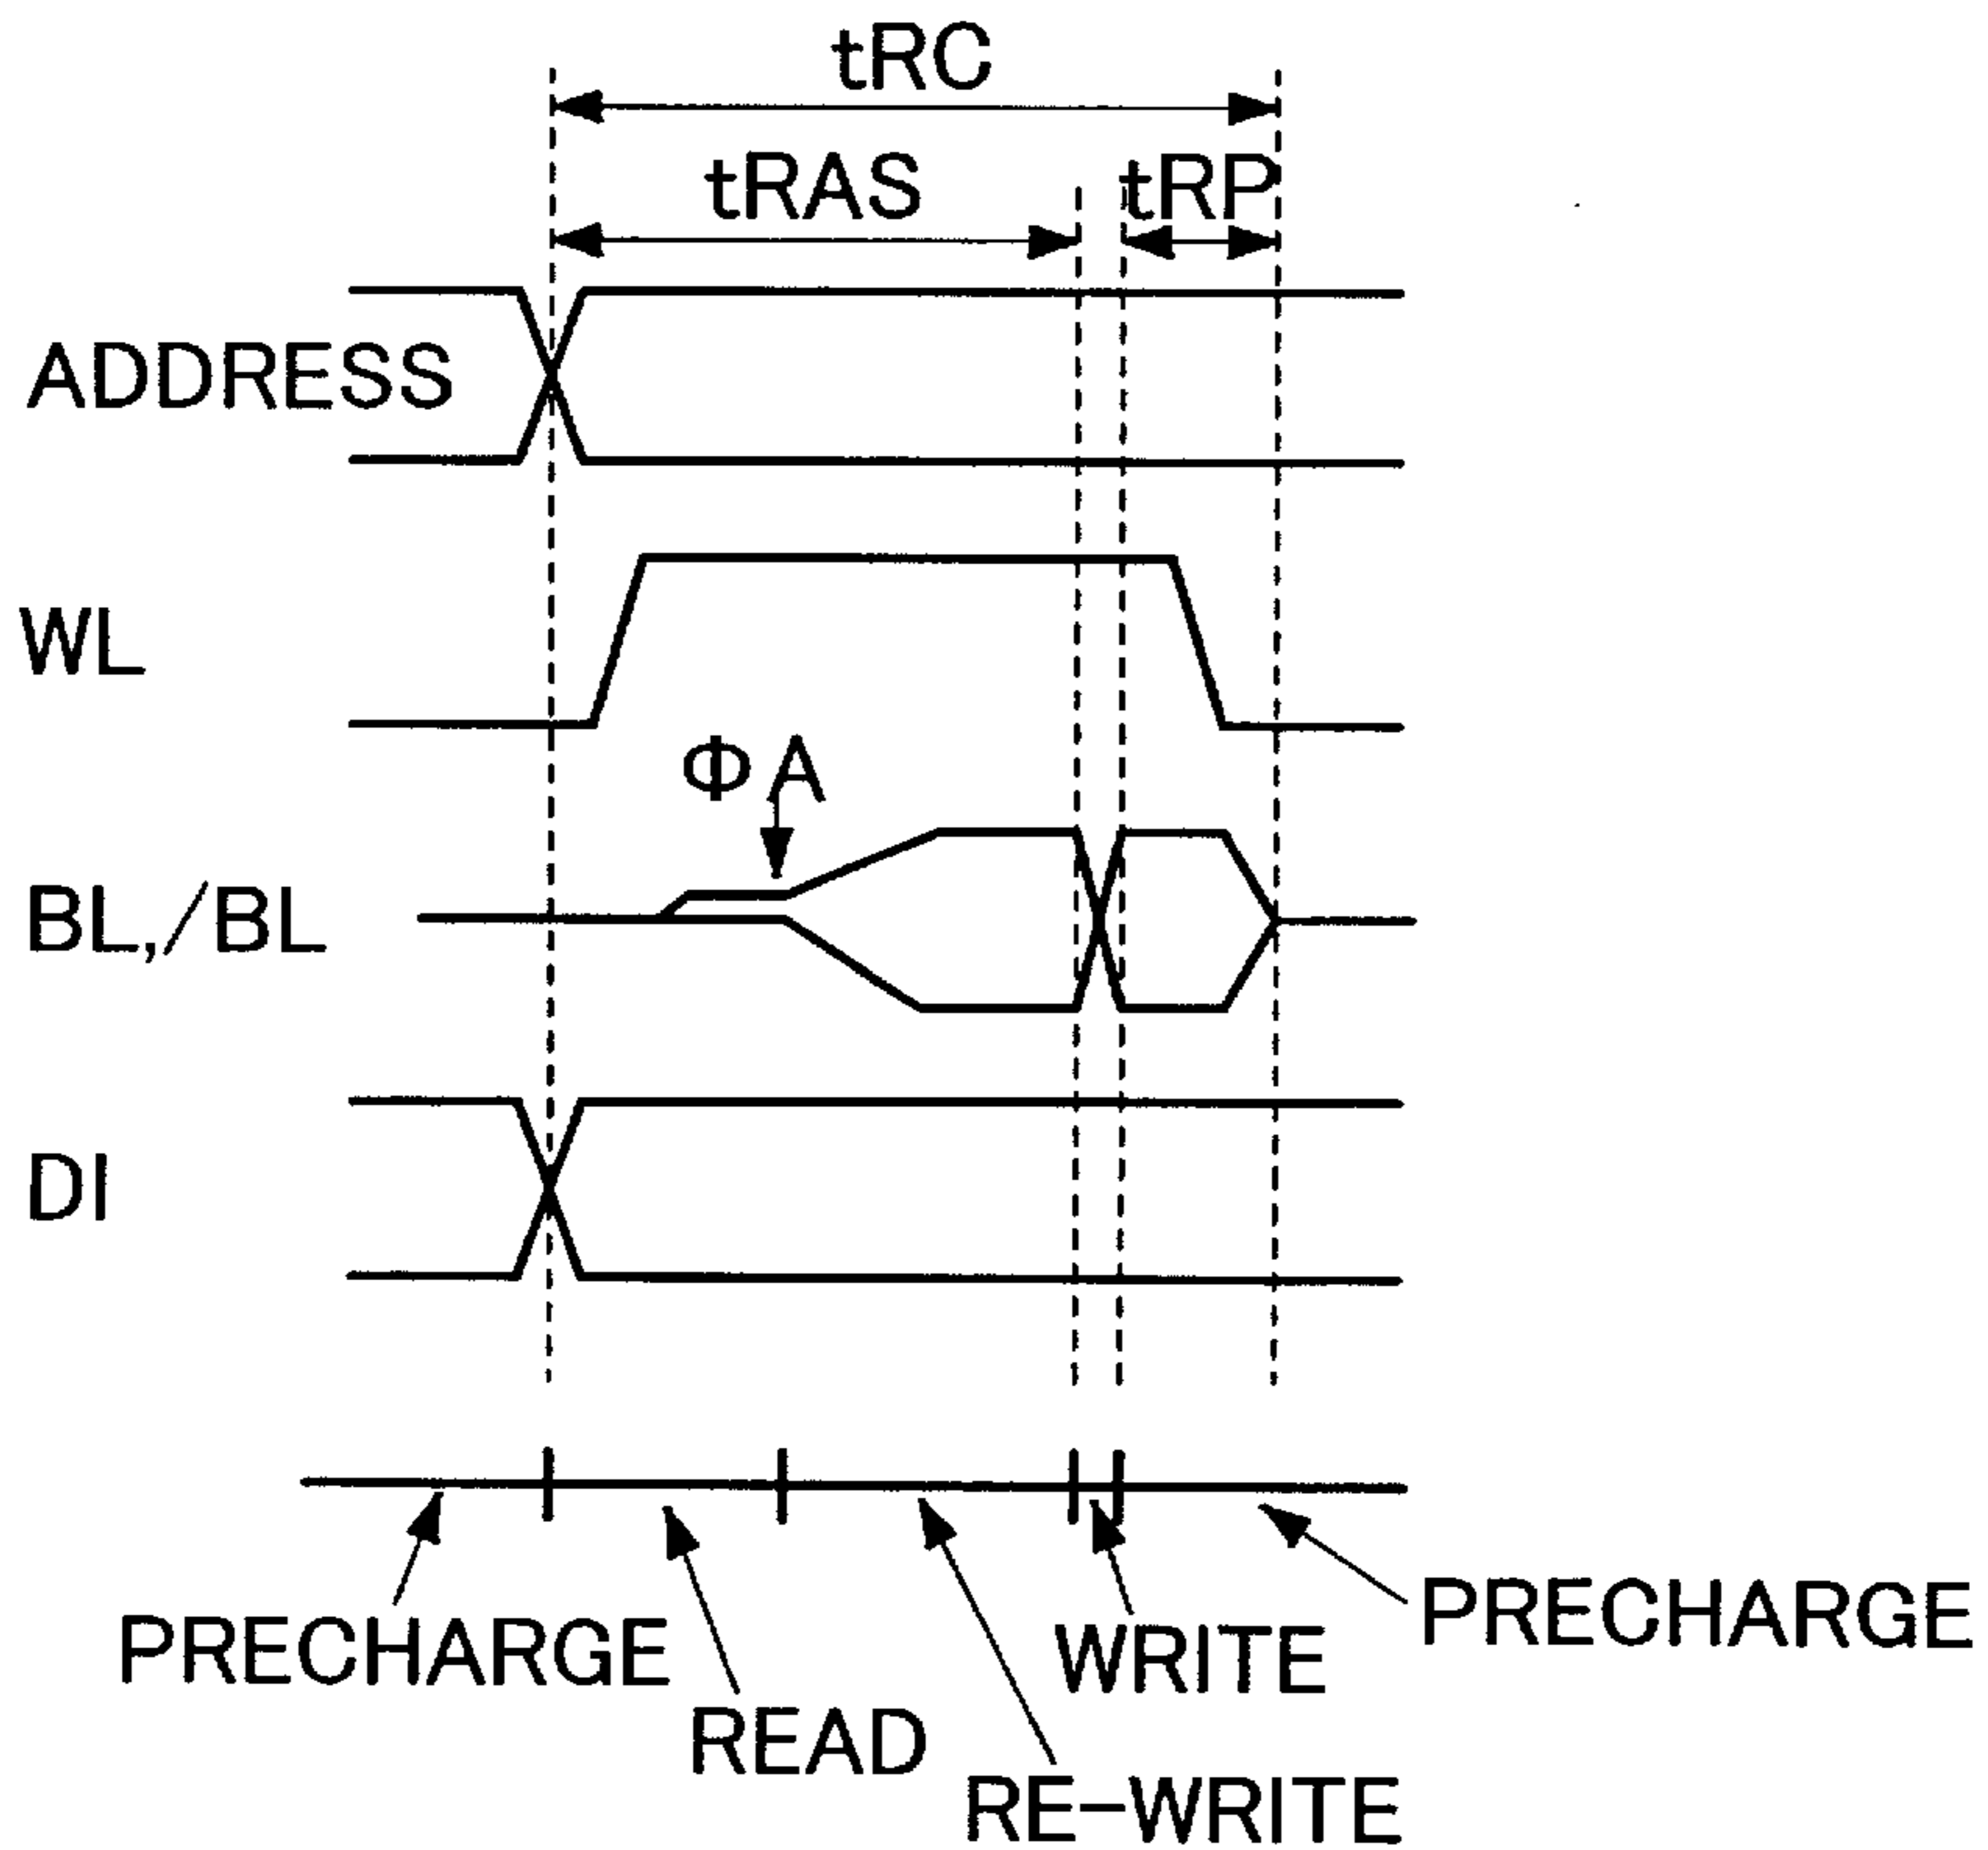 tRC
tRAS
tRP
ADDRESS
WL
ΦA
BL,/BL
DI
PRECHARGE
READ
RE-WRITE
WRITE
PRECHARGE